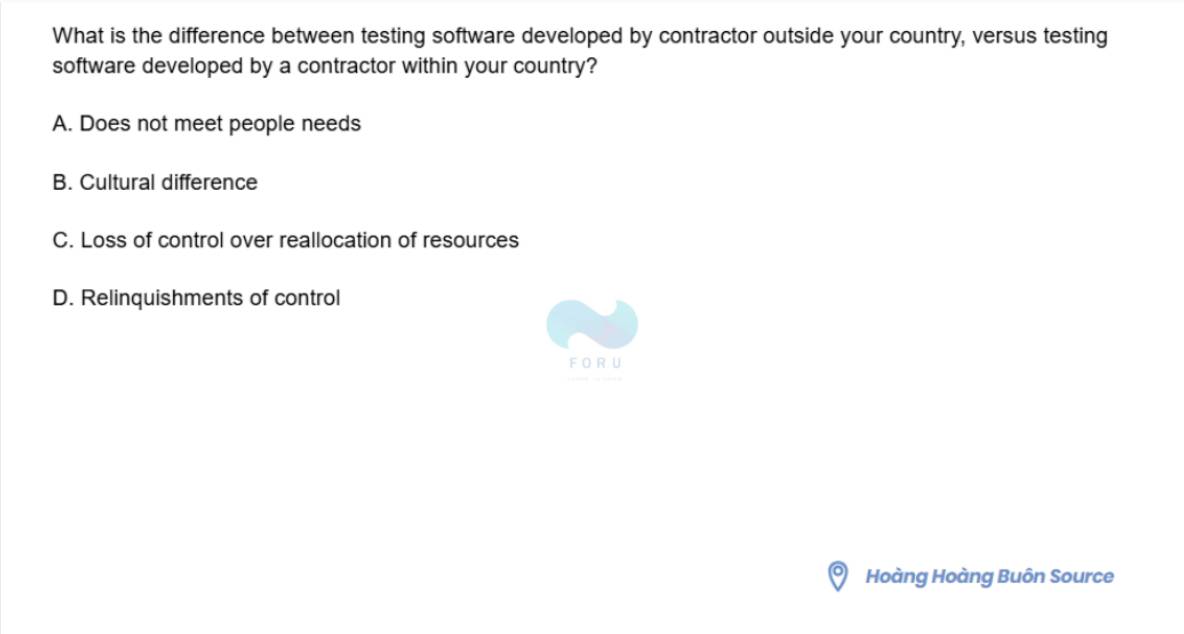 What is the difference between testing software developed by contractor outside your country, versus testing
software developed by a contractor within your country?
A. Does not meet people needs
B. Cultural difference
C. Loss of control over reallocation of resources
D. Relinquishments of control
FORU
Hoàng Hoàng Buôn Source